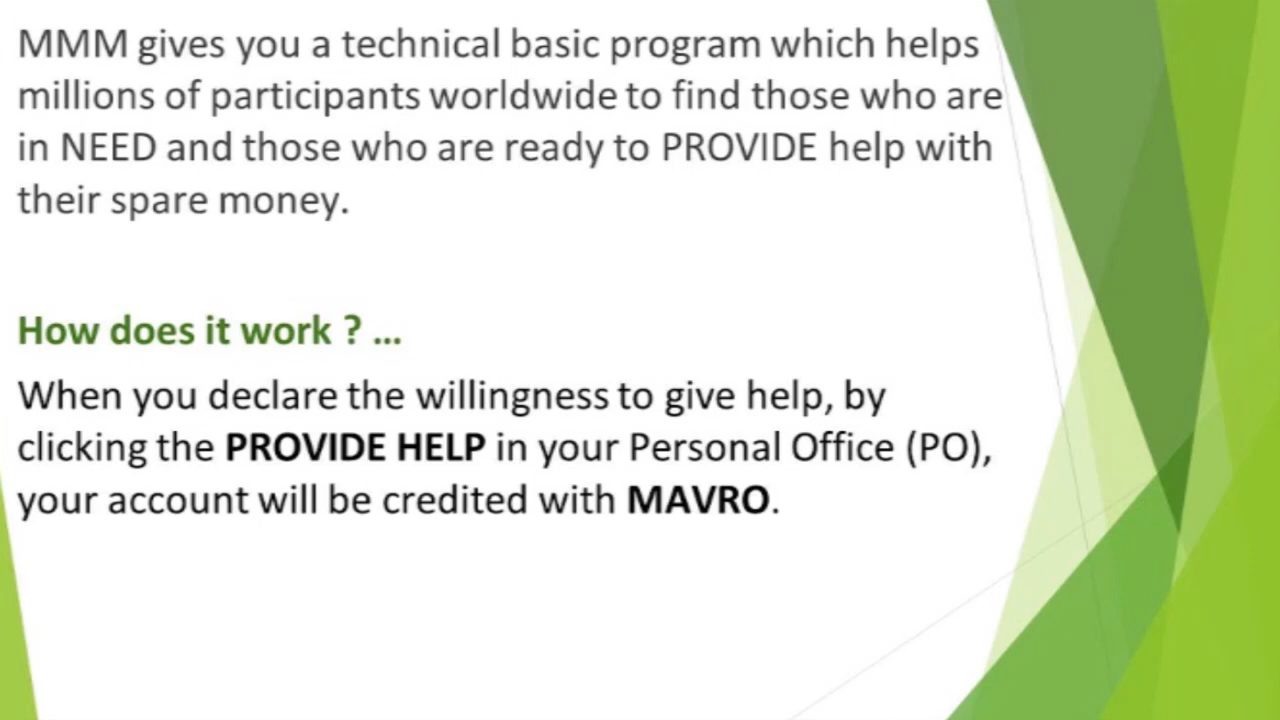 MMM gives you a technical basic program which helps
millions of participants worldwide to find those who are
in NEED and those who are ready to PROVIDE help with
their spare money.
How does it work ? ...
When you declare the willingness to give help, by
clicking the PROVIDE HELP in your Personal Office (PO),
your account will be credited with MAVRO.